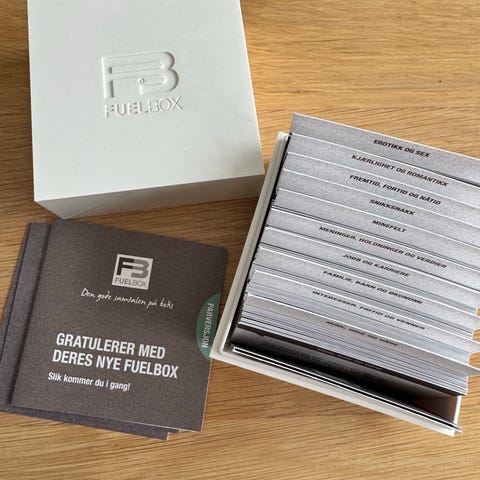 FB
FUELBOX
EROTIKK OG SEX
KJÆRLIGHET OG ROMANTIKK
FREMTID, FORTID OG NÅTID
SNIKKSNAKK
MINEFELT
MENINGER, HOLDNINGER OG VERDIER
JOBB OG KARRIERE
FAMILIE, BARN OG ØKONOMI
INTERESSER, FRITID OG VENNER
FB
FUELBOX
Den gode samtalen på boks
PARVERSJON
GRATULERER MED
DERES NYE FUELBOX
Slik kommer du i gang!